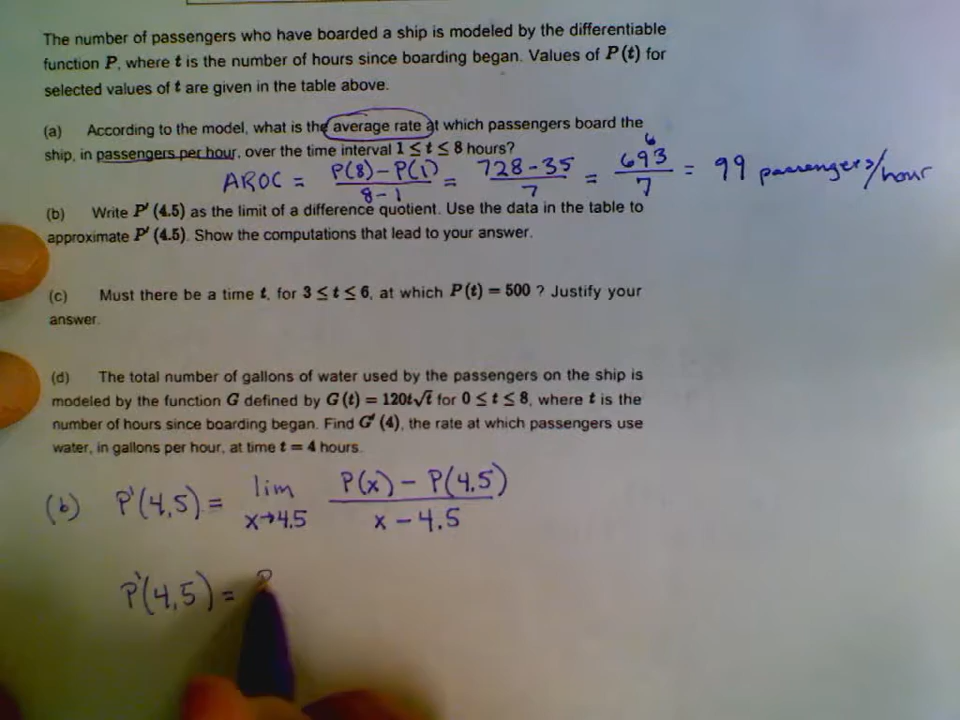 The number of passengers who have boarded a ship is modeled by the differentiable
function P, where t is the number of hours since boarding began. Values of P(t) for
selected values of t are given in the table above.
(a) According to the model, what is the average rate at which passengers board the
ship, in passengers per hour, over the time interval 1 ≤ t ≤ 8 hours?
AROC = P(8) - P(1) / 8 - 1 = 728 - 35 / 7 = 693 / 7 = 99 passengers/hour
6
(b) Write P' (4.5) as the limit of a difference quotient. Use the data in the table to
approximate P' (4.5). Show the computations that lead to your answer.
(c) Must there be a time t, for 3 ≤ t ≤ 6, at which P(t) = 500 ? Justify your
answer.
(d) The total number of gallons of water used by the passengers on the ship is
modeled by the function G defined by G(t) = 120t√t for 0 ≤ t ≤ 8, where t is the
number of hours since boarding began. Find G' (4), the rate at which passengers use
water, in gallons per hour, at time t = 4 hours.
(b) P'(4.5) = lim x→4.5 P(x) - P(4.5) / x - 4.5
P'(4.5) = P